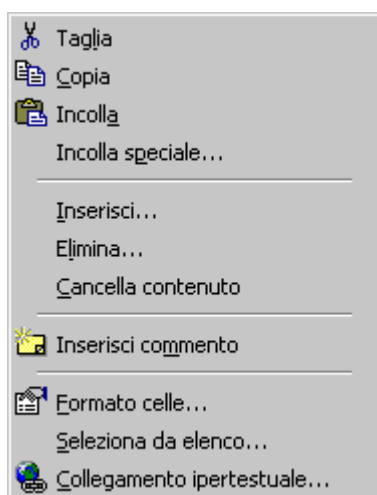 Taglia
Copia
Incolla
Incolla speciale...
Inserisci...
Elimina...
Cancella contenuto
Inserisci commento
Formato celle...
Seleziona da elenco...
Collegamento ipertestuale...